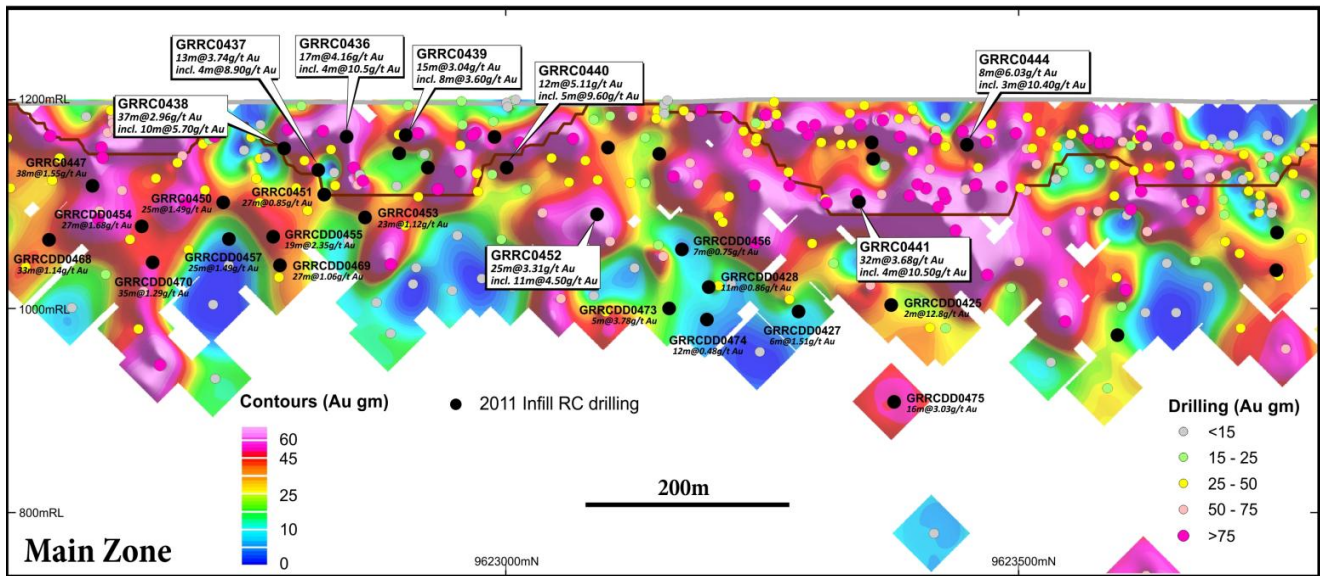 GRRC0437
13m@3.74g/t Au
incl. 4m@8.90g/t Au
GRRC0436
17m@4.16g/t Au
incl. 4m@10.5g/t Au
GRRC0439
15m@3.04g/t Au
incl. 8m@3.60g/t Au
GRRC0440
12m@5.11g/t Au
incl. 5m@9.60g/t Au
GRRC0444
8m@6.03g/t Au
incl. 3m@10.40g/t Au
1200mRL
GRRC0438
37m@2.96g/t Au
incl. 10m@5.70g/t Au
GRRC0447
38m@1.55g/t Au
GRRC0450
25m@1.49g/t Au
GRRC0451
27m@0.85g/t Au
GRRCDD0454
27m@1.68g/t Au
GRRC0453
23m@1.12g/t Au
GRRCDD0455
19m@2.35g/t Au
GRRCDD0468
33m@1.14g/t Au
GRRCDD0457
25m@1.49g/t Au
GRRCDD0469
27m@1.06g/t Au
GRRCDD0470
35m@1.29g/t Au
GRRC0452
25m@3.31g/t Au
incl. 11m@4.50g/t Au
GRRCDD0456
7m@0.75g/t Au
GRRC0441
32m@3.68g/t Au
incl. 4m@10.50g/t Au
GRRCDD0428
11m@0.86g/t Au
1000mRL
GRRCDD0473
5m@3.78g/t Au
GRRCDD0427
6m@1.51g/t Au
GRRCDD0425
2m@12.8g/t Au
GRRCDD0474
12m@0.48g/t Au
GRRCDD0475
16m@3.03g/t Au
Contours (Au gm)
60
45
25
10
0
2011 Infill RC drilling
Drilling (Au gm)
<15
15 - 25
25 - 50
50 - 75
>75
200m
800mRL
Main Zone
9623000mN
9623500mN